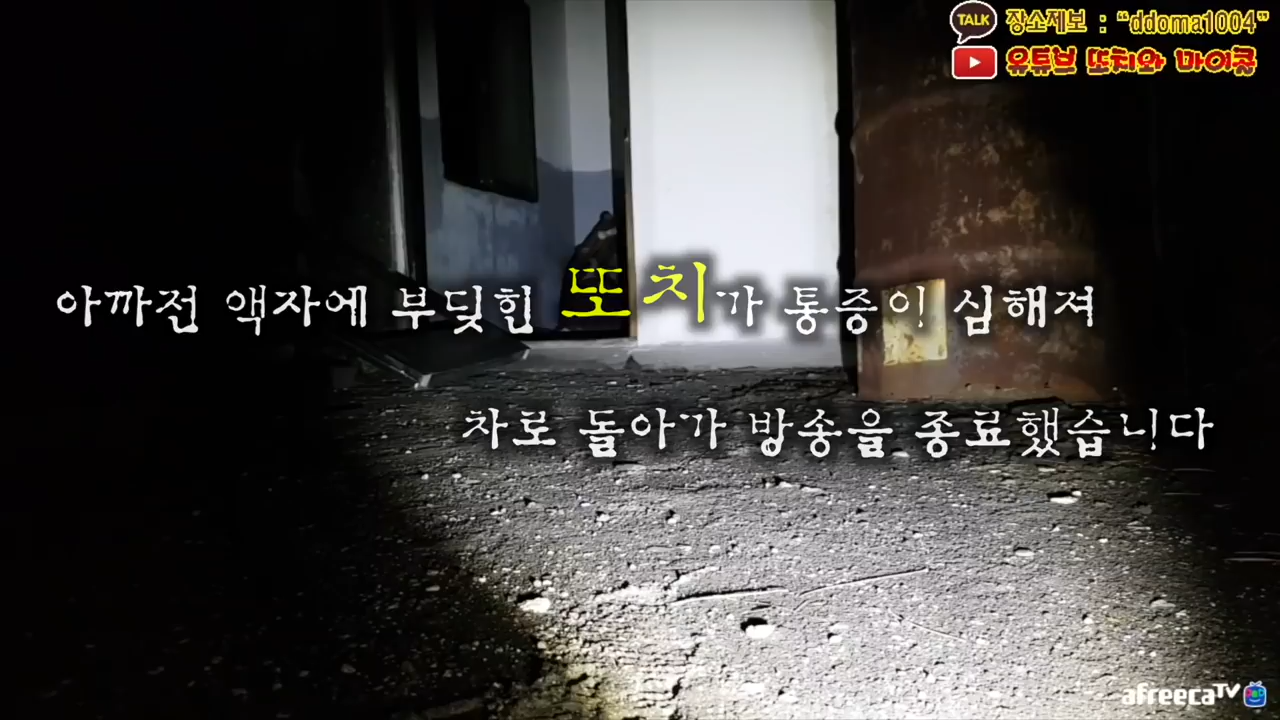 TALK 장소제보 : “ddoma1004”
유튜브 또치와 마이콜
아까전 액자에 부딪힌 또치가 통증이 심해져
차로 돌아가 방송을 종료했습니다
afreecaTV